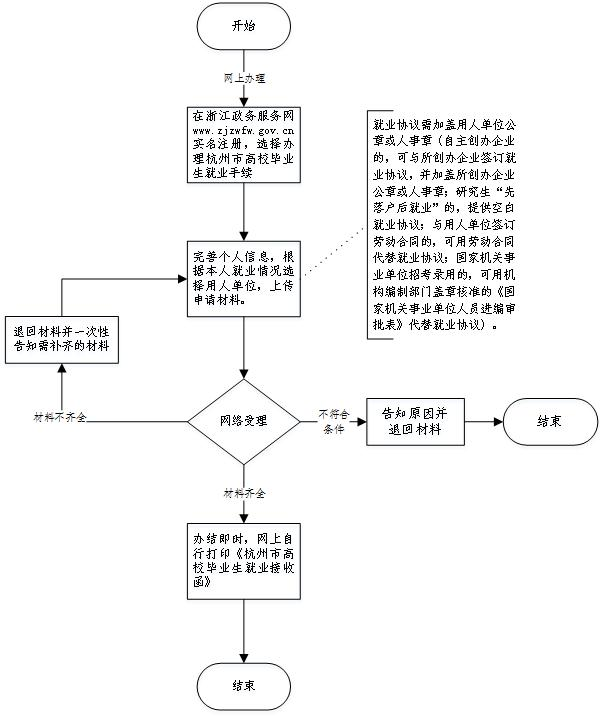 开始
网上办理
在浙江政务服务网
www.zjzwfw.gov.cn
实名注册，选择办
理杭州市高校毕业
生就业手续
就业协议需加盖用人单位公
章或人事章（自主创办企业
的，可与所创办企业签订就
业协议，并加盖所创办企业
公章或人事章；研究生“先
落户后就业”的，提供空白
就业协议；与用人单位签订
劳动合同的，可用劳动合同
代替就业协议；国家机关事
业单位招考录用的，可用机
构编制部门盖章核准的《国
家机关事业单位人员进编审
批表》代替就业协议）。
完善个人信息，根
据本人就业情况选
择用人单位，上传
申请材料。
退回材料并一次性
告知需补齐的材料
材料不齐全
网络受理
不符合
条件
告知原因并
退回材料
结束
材料齐全
办结即时，网上自
行打印《杭州市高
校毕业生就业接收
函》
结束